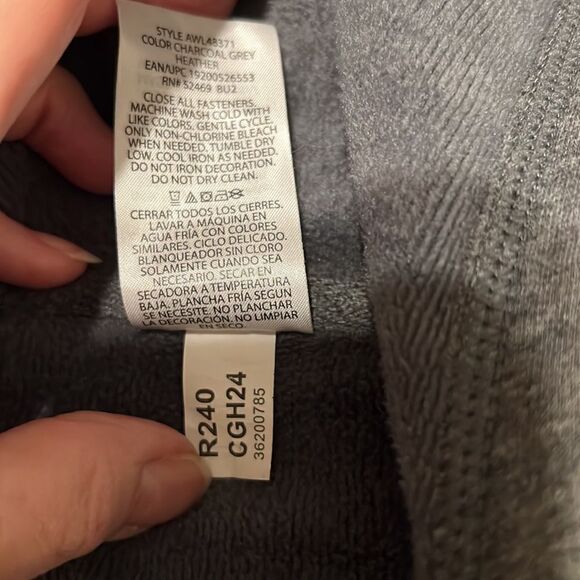 STYLE AWL48371
COLOR CHARCOAL GREY
HEATHER
EAN/UPC 19200526553
RN# 52469 BU2
CLOSE ALL FASTENERS.
MACHINE WASH COLD WITH
LIKE COLORS. GENTLE CYCLE.
ONLY NON-CHLORINE BLEACH
WHEN NEEDED. TUMBLE DRY
LOW. COOL IRON AS NEEDED.
DO NOT IRON DECORATION.
DO NOT DRY CLEAN.
CERRAR TODOS LOS CIERRES.
LAVAR A MÁQUINA EN
AGUA FRÍA CON COLORES
SIMILARES. CICLO DELICADO.
BLANQUEADOR SIN CLORO
SOLAMENTE CUANDO SEA
NECESARIO. SECAR EN
SECADORA A TEMPERATURA
BAJA. PLANCHA FRÍA SEGUN
SE NECESITE. NO PLANCHAR
LA DECORACIÓN. NO LIMPIAR
EN SECO.
R240
CGH24
36200785